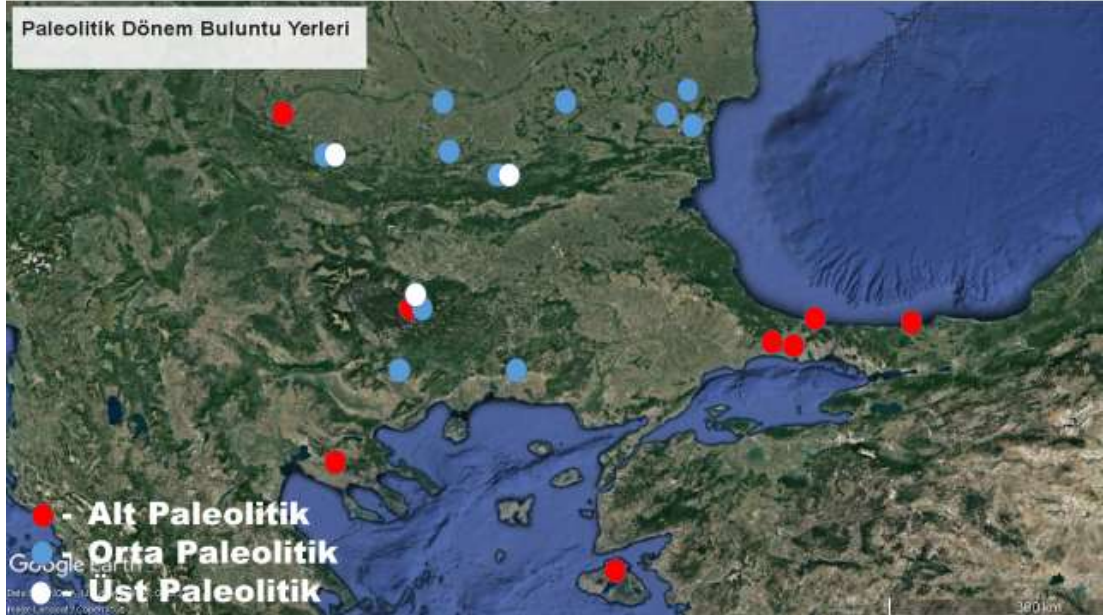 Paleolitik Dönem Buluntu Yerleri
- Alt Paleolitik
- Orta Paleolitik
Google Earth
- Üst Paleolitik
300 km